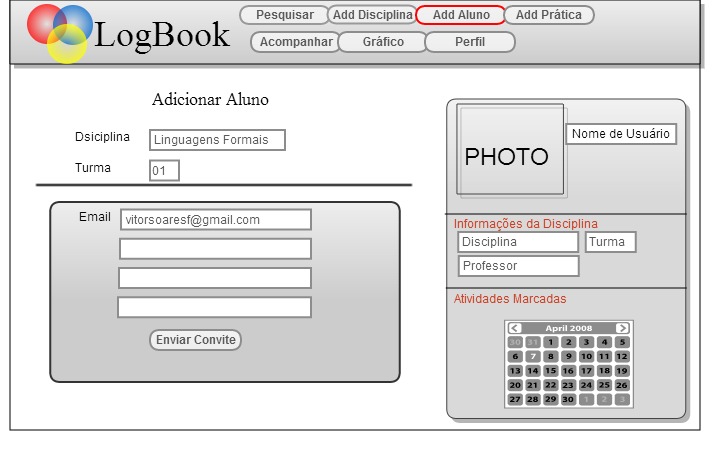 LogBook
Pesquisar Add Disciplina Add Aluno Add Prática
Acompanhar Gráfico Perfil
Adicionar Aluno
Dsiciplina Linguagens Formais
Turma 01
Email vitorsoaresf@gmail.com
Enviar Convite
PHOTO
Nome de Usuário
Informações da Disciplina
Disciplina Turma
Professor
Atividades Marcadas
< April 2008 >
30 31 1 2 3 4 5
6 7 8 9 10 11 12
13 14 15 16 17 18 19
20 21 22 23 24 25 26
27 28 29 30 1 2 3